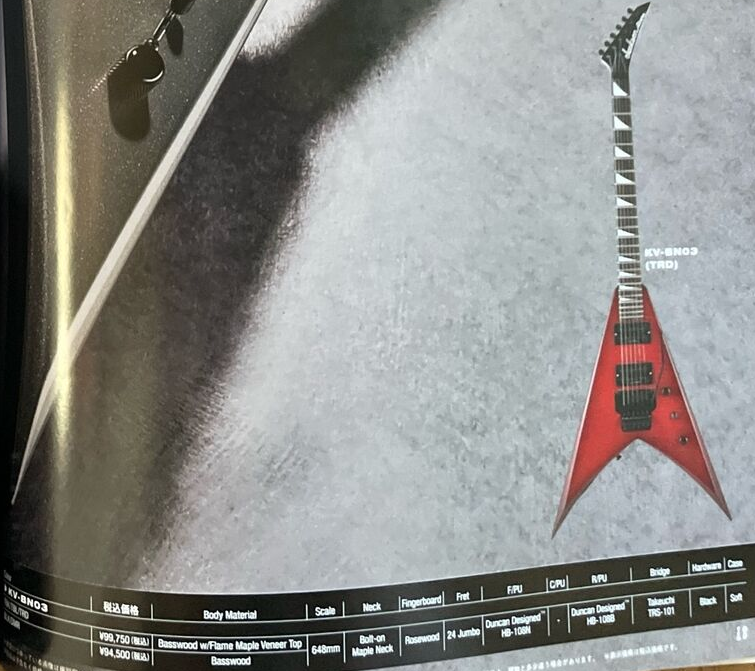 KV-BN03
(TRD)
税込価格 Body Material Scale Neck Fingerboard Fret F/PU C/PU R/PU Bridge Hardware Case
KV-BN03
¥99,750 (税込) Basswood w/Flame Maple Veneer Top 648mm Bolt-on Maple Neck Rosewood 24 Jumbo Duncan Designed™ HB-108N - Duncan Designed™ HB-108B Takeuchi TRS-101 Black Soft
¥94,500 (税込) Basswood